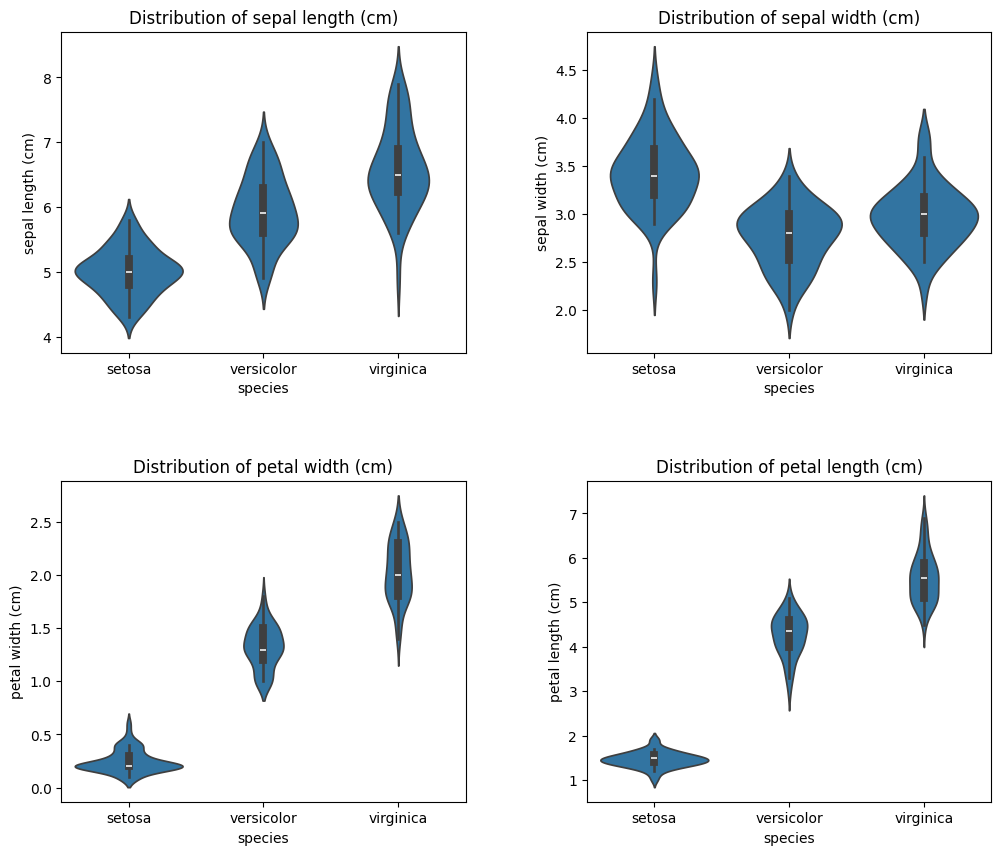 Distribution of sepal length (cm)
sepal length (cm)
8
7
6
5
4
setosa versicolor virginica
species
Distribution of sepal width (cm)
sepal width (cm)
4.5
4.0
3.5
3.0
2.5
2.0
setosa versicolor virginica
species
Distribution of petal width (cm)
petal width (cm)
2.5
2.0
1.5
1.0
0.5
0.0
setosa versicolor virginica
species
Distribution of petal length (cm)
petal length (cm)
7
6
5
4
3
2
1
setosa versicolor virginica
species